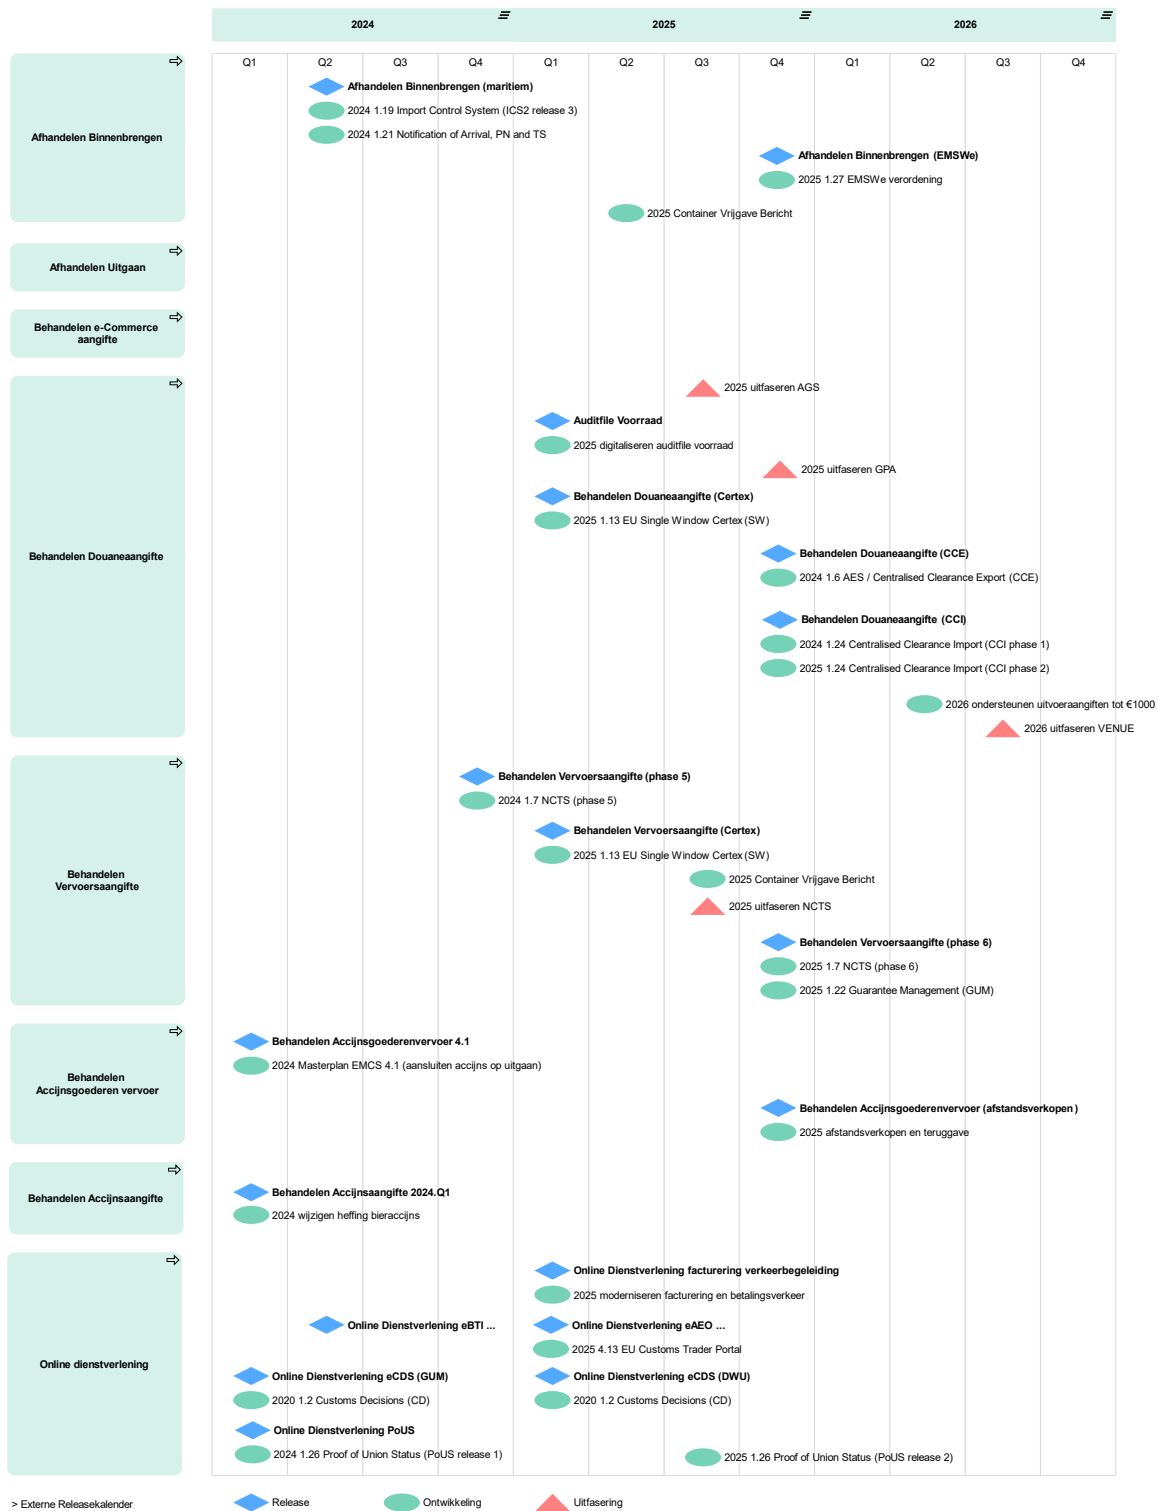 2024
2025
2026
Q1 Q2 Q3 Q4 Q1 Q2 Q3 Q4 Q1 Q2 Q3 Q4
Afhandelen Binnenbrengen
Afhandelen Binnenbrengen (maritiem)
2024 1.19 Import Control System (ICS2 release 3)
2024 1.21 Notification of Arrival, PN and TS
Afhandelen Binnenbrengen (EMSWe)
2025 1.27 EMSWe verordening
2025 Container Vrijgave Bericht
Afhandelen Uitgaan
Behandelen e-Commerce
aangifte
Behandelen Douaneaangifte
2025 uitfaseren AGS
Auditfile Voorraad
2025 digitaliseren auditfile voorraad
2025 uitfaseren GPA
Behandelen Douaneaangifte (Certex)
2025 1.13 EU Single Window Certex (SW)
Behandelen Douaneaangifte (CCE)
2024 1.6 AES / Centralised Clearance Export (CCE)
Behandelen Douaneaangifte (CCI)
2024 1.24 Centralised Clearance Import (CCI phase 1)
2025 1.24 Centralised Clearance Import (CCI phase 2)
2026 ondersteunen uitvoeraangiften tot €1000
2026 uitfaseren VENUE
Behandelen
Vervoersaangifte
Behandelen Vervoersaangifte (phase 5)
2024 1.7 NCTS (phase 5)
Behandelen Vervoersaangifte (Certex)
2025 1.13 EU Single Window Certex (SW)
2025 Container Vrijgave Bericht
2025 uitfaseren NCTS
Behandelen Vervoersaangifte (phase 6)
2025 1.7 NCTS (phase 6)
2025 1.22 Guarantee Management (GUM)
Behandelen
Accijnsgoederen vervoer
Behandelen Accijnsgoederenvervoer 4.1
2024 Masterplan EMCS 4.1 (aansluiten accijns op uitgaan)
Behandelen Accijnsgoederenvervoer (afstandsverkopen)
2025 afstandsverkopen en teruggave
Behandelen Accijnsaangifte
Behandelen Accijnsaangifte 2024.Q1
2024 wijzigen heffing bieraccijns
Online dienstverlening
Online Dienstverlening facturering verkeerbegeleiding
2025 moderniseren facturering en betalingsverkeer
Online Dienstverlening eBTI ...
Online Dienstverlening eAEO ...
2025 4.13 EU Customs Trader Portal
Online Dienstverlening eCDS (GUM)
Online Dienstverlening eCDS (DWU)
2020 1.2 Customs Decisions (CD)
2020 1.2 Customs Decisions (CD)
Online Dienstverlening PoUS
2024 1.26 Proof of Union Status (PoUS release 1)
2025 1.26 Proof of Union Status (PoUS release 2)
> Externe Releasekalender
Release
Ontwikkeling
Uitfasering